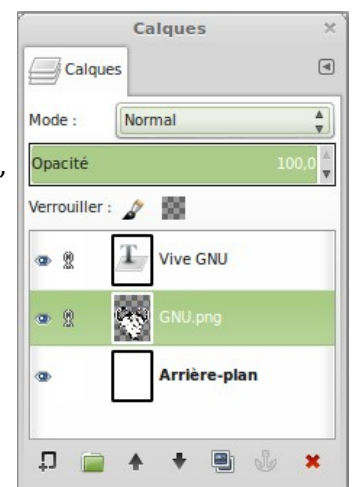 Calques
Calques
Mode : Normal
,
Opacité 100,0
Verrouiller :
Vive GNU
GNU.png
Arrière-plan